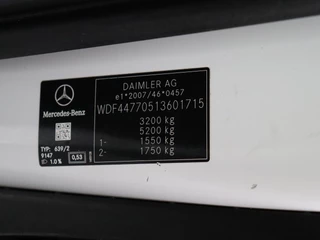 DAIMLER AG
e1*2007/46*0457
WDF44770513601715
3200 kg
5200 kg
1- 1550 kg
2- 1750 kg
Mercedes-Benz
TYP: 639/2
9147
1.0 % 0,53